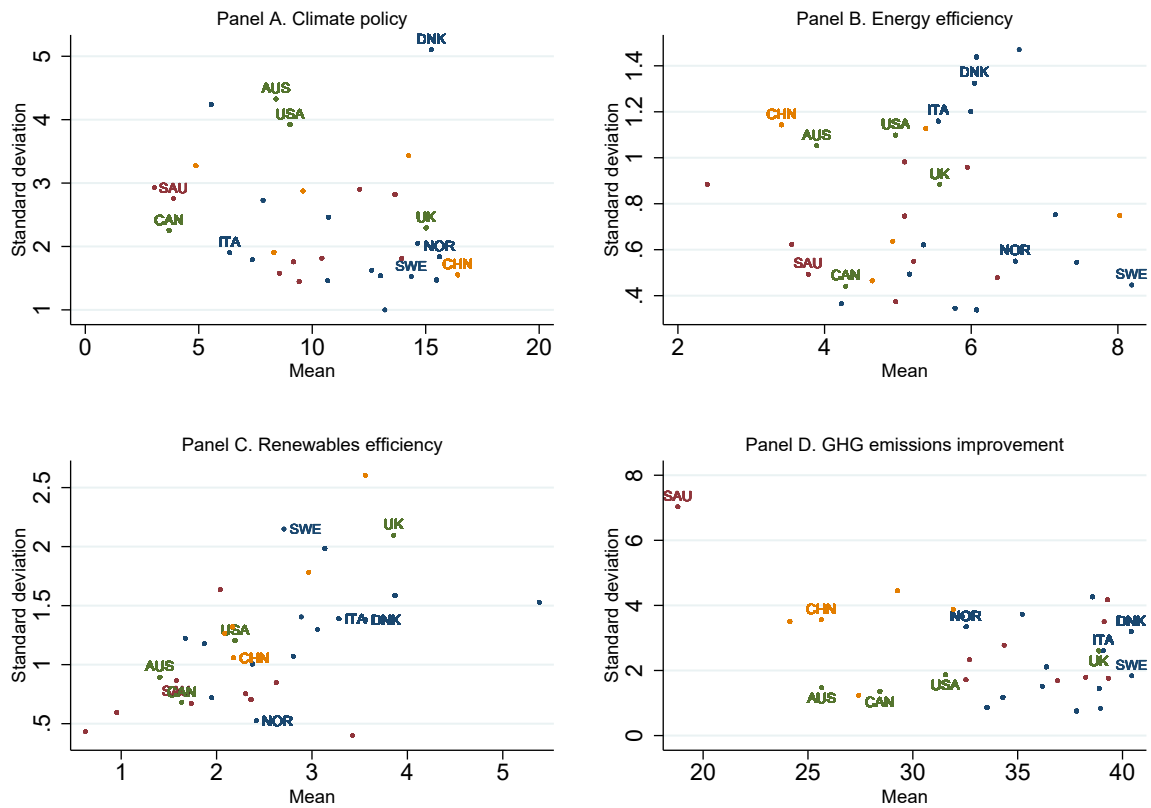 Panel A. Climate policy
Standard deviation
5
4
3
2
1
DNK
AUS
USA
SAU
CAN
UK
ITA
NOR
SWE
CHN
0 5 10 15 20
Mean
Panel B. Energy efficiency
Standard deviation
1.4
1.2
1
.8
.6
.4
DNK
ITA
CHN
USA
AUS
UK
NOR
SAU
CAN
SWE
2 4 6 8
Mean
Panel C. Renewables efficiency
Standard deviation
2.5
2
1.5
1
.5
UK
SWE
ITA DNK
USA
CHN
AUS
SAU
CAN
NOR
1 2 3 4 5
Mean
Panel D. GHG emissions improvement
Standard deviation
8
6
4
2
0
SAU
CHN
NOR
DNK
ITA
UK
SWE
USA
AUS
CAN
20 25 30 35 40
Mean